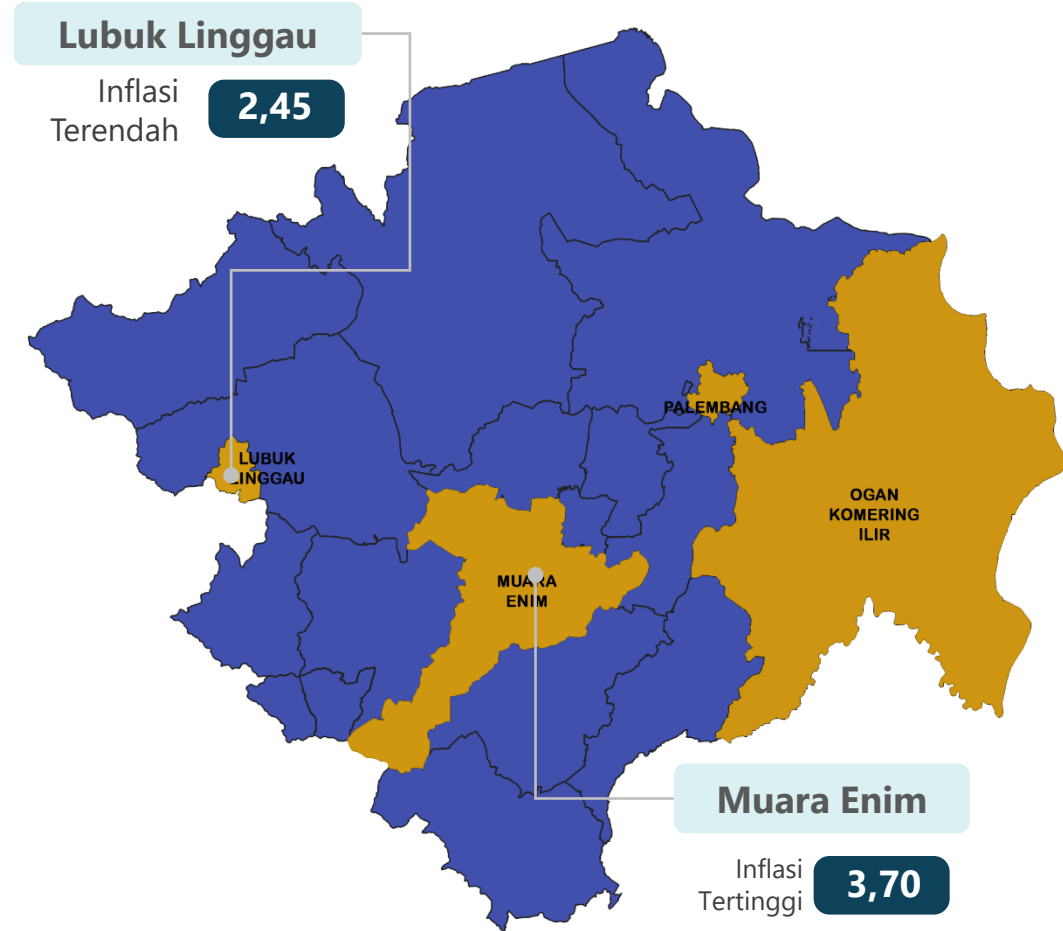 Lubuk Linggau
Inflasi
Terendah
2,45
PALEMBANG
LUBUK
LINGGAU
OGAN
KOMERING
ILIR
MUARA
ENIM
Muara Enim
Inflasi
Tertinggi
3,70